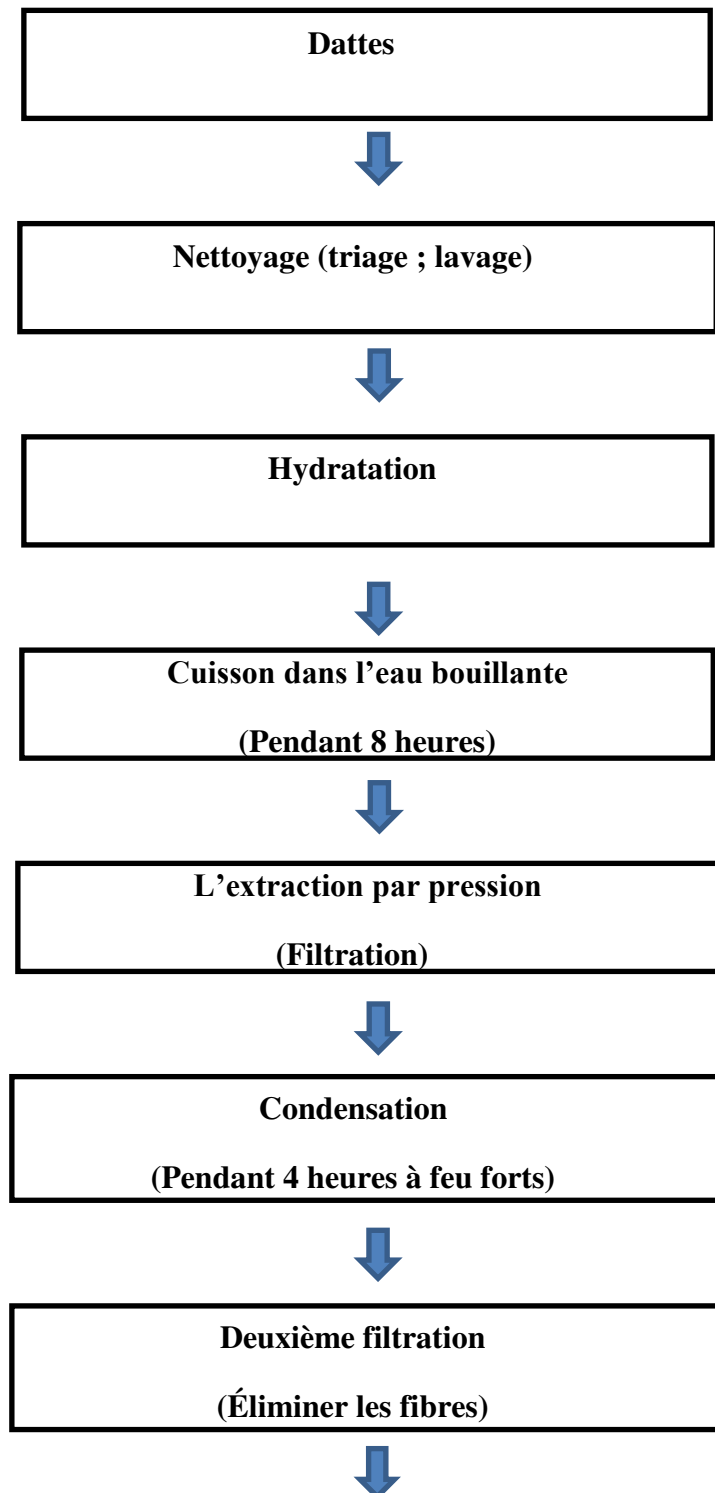 Dattes
Nettoyage (triage ; lavage)
Hydratation
Cuisson dans l’eau bouillante
(Pendant 8 heures)
L’extraction par pression
(Filtration)
Condensation
(Pendant 4 heures à feu forts)
Deuxième filtration
(Éliminer les fibres)